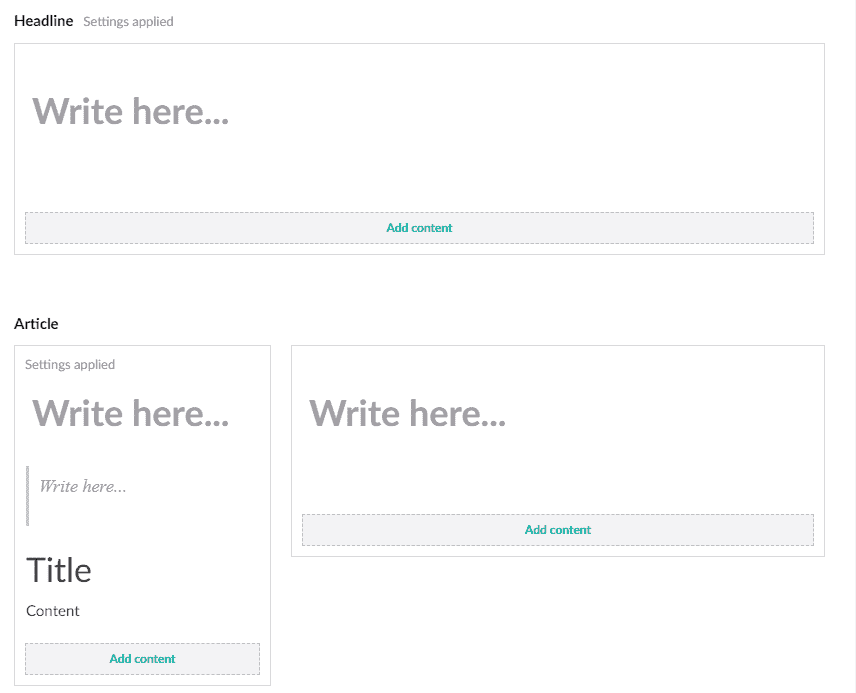 Headline Settings applied
Write here...
Add content
Article
Settings applied
Write here...
Write here...
Title
Content
Add content
Write here...
Add content